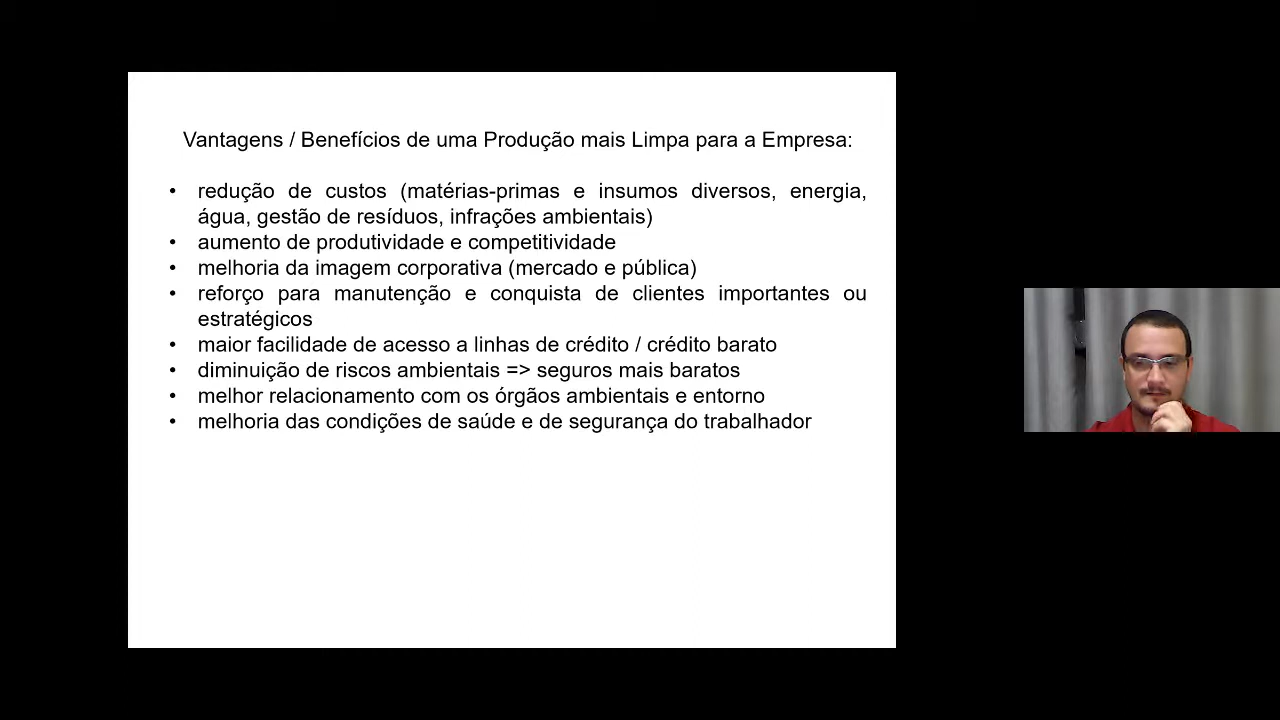 Vantagens / Benefícios de uma Produção mais Limpa para a Empresa:
• redução de custos (matérias-primas e insumos diversos, energia,
água, gestão de resíduos, infrações ambientais)
• aumento de produtividade e competitividade
• melhoria da imagem corporativa (mercado e pública)
• reforço para manutenção e conquista de clientes importantes ou
estratégicos
• maior facilidade de acesso a linhas de crédito / crédito barato
• diminuição de riscos ambientais => seguros mais baratos
• melhor relacionamento com os órgãos ambientais e entorno
• melhoria das condições de saúde e de segurança do trabalhador